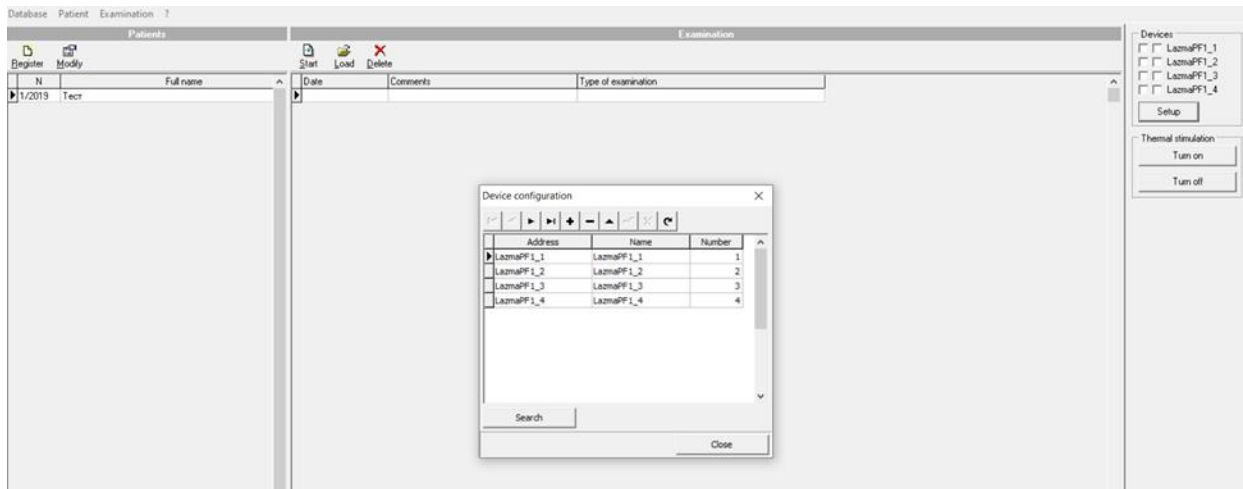 Database Patient Examination ?
Patients
Examination
Register Modify
Start Load Delete
N Full name
1/2019 Тест
Date Comments Type of examination
Devices
LazmaPF1_1
LazmaPF1_2
LazmaPF1_3
LazmaPF1_4
Setup
Thermal stimulation
Turn on
Turn off
Device configuration
Address Name Number
LazmaPF1_1 LazmaPF1_1 1
LazmaPF1_2 LazmaPF1_2 2
LazmaPF1_3 LazmaPF1_3 3
LazmaPF1_4 LazmaPF1_4 4
Search
Close